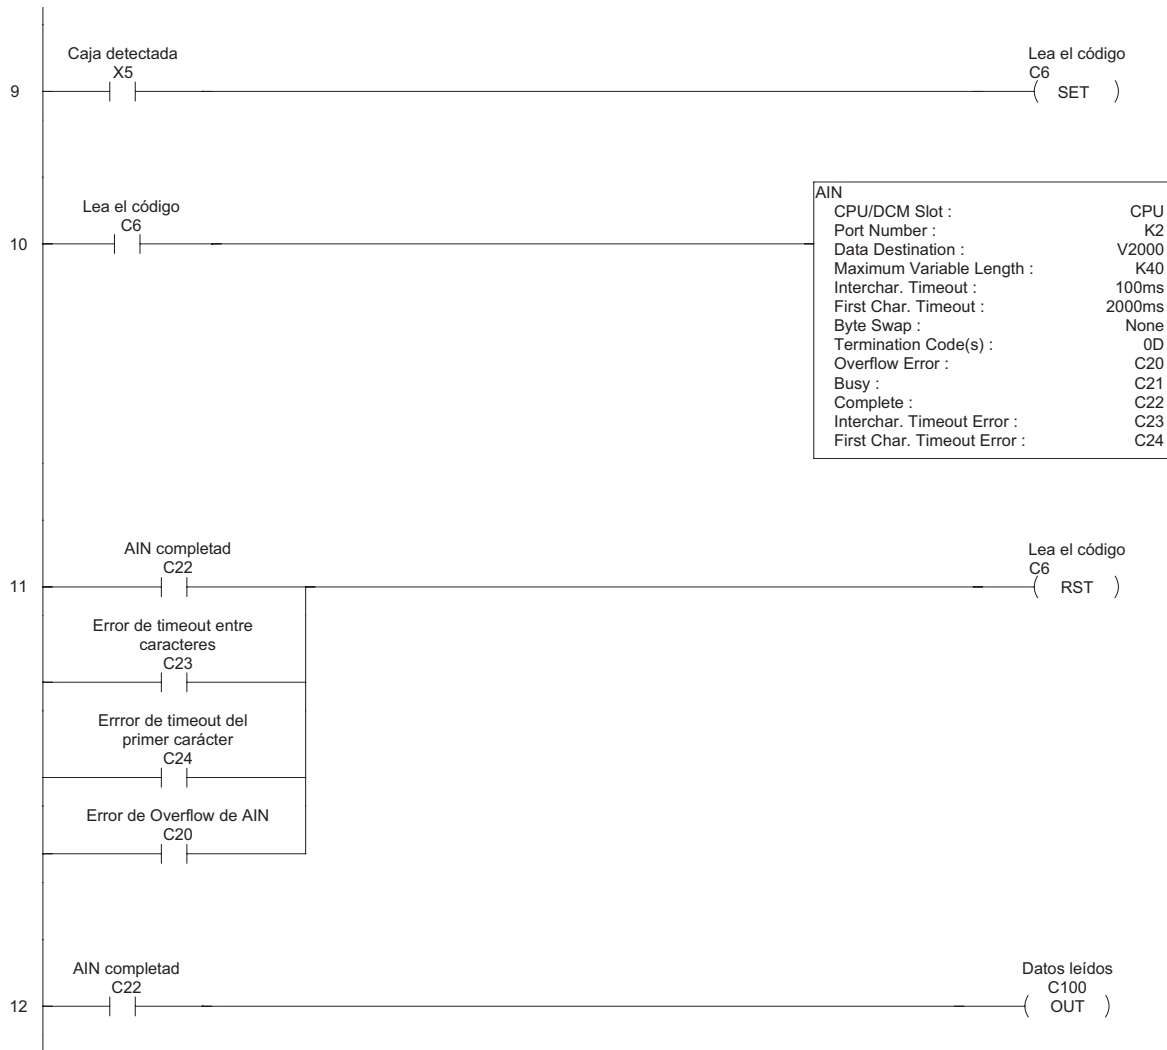 Caja detectada
X5
Lea el código
C6
9
SET
Lea el código
C6
10
AIN
CPU/DCM Slot : CPU
Port Number : K2
Data Destination : V2000
Maximum Variable Length : K40
Interchar. Timeout : 100ms
First Char. Timeout : 2000ms
Byte Swap : None
Termination Code(s) : 0D
Overflow Error : C20
Busy : C21
Complete : C22
Interchar. Timeout Error : C23
First Char. Timeout Error : C24
AIN completad
C22
Lea el código
C6
11
RST
Error de timeout entre
caracteres
C23
Errror de timeout del
primer carácter
C24
Error de Overflow de AIN
C20
AIN completad
C22
Datos leídos
C100
12
OUT